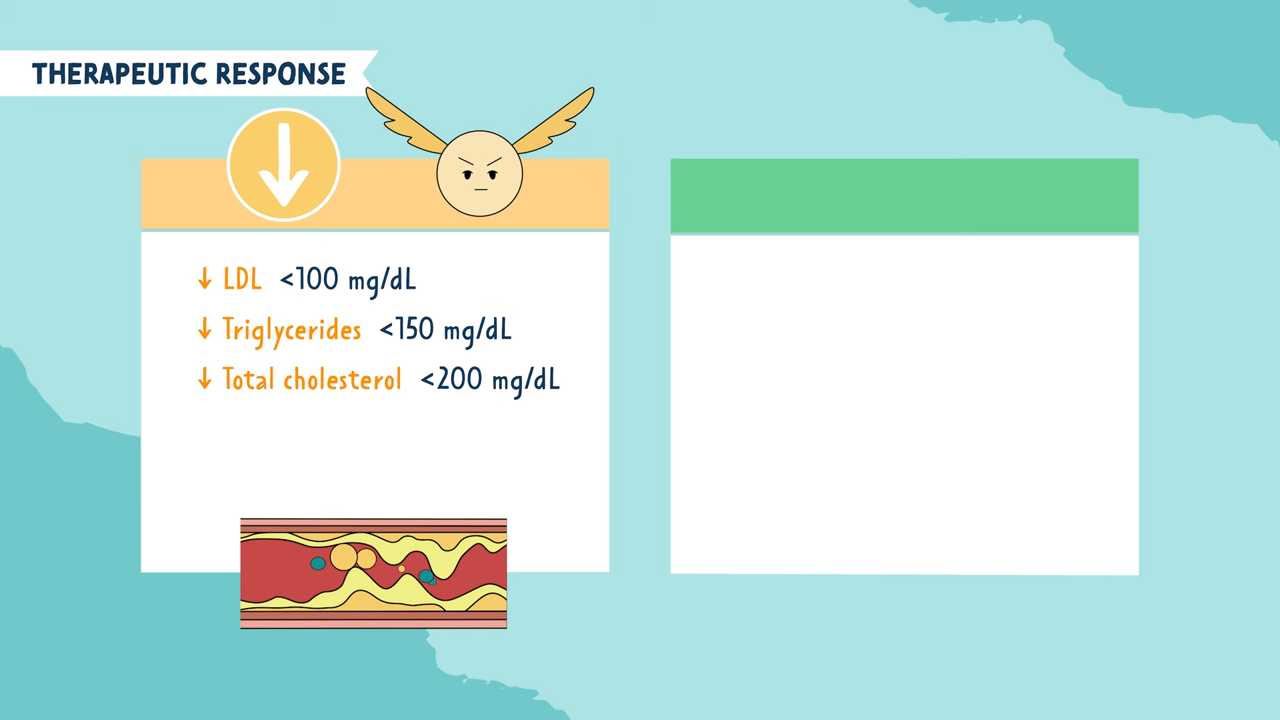 THERAPEUTIC RESPONSE
↓ LDL <100 mg/dL
↓ Triglycerides <150 mg/dL
↓ Total cholesterol <200 mg/dL